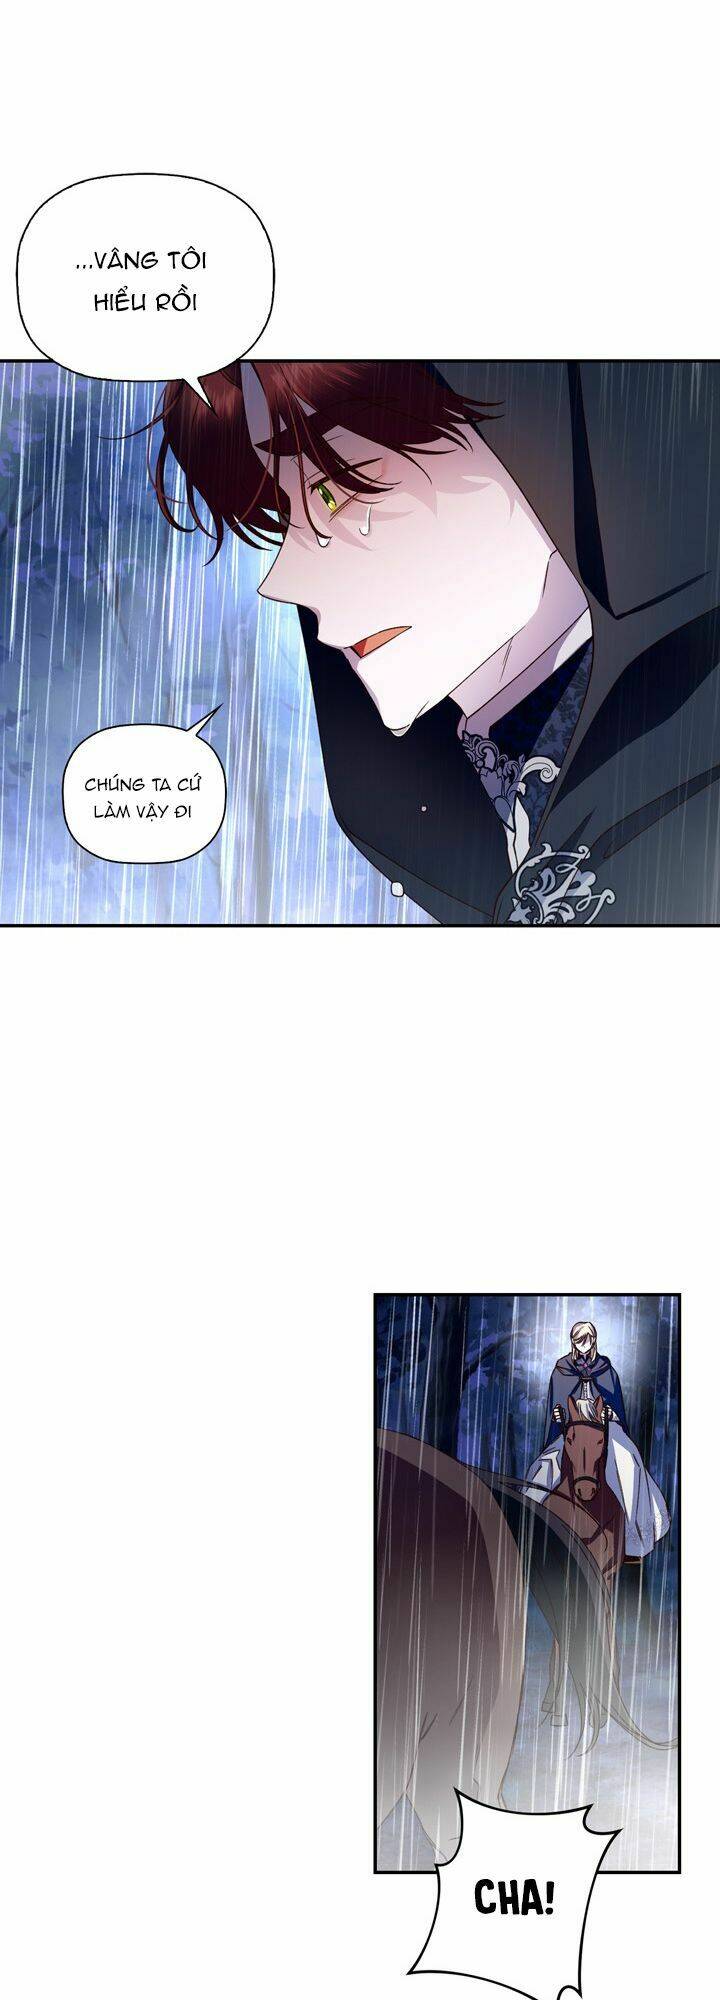 ...VÂNG TÔI
HIỂU RỒI
CHÚNG TA CỨ
LÀM VẬY ĐI
CHA!